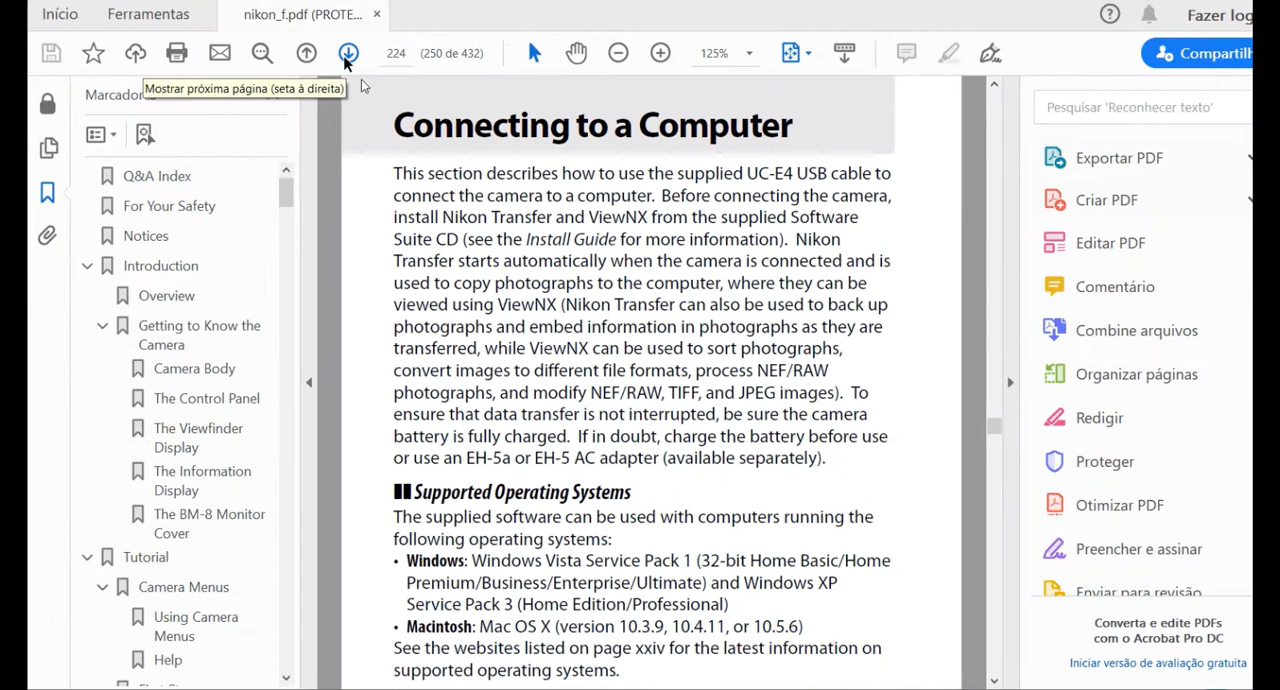 Início
Ferramentas
nikon_f.pdf (PROTE...
Fazer log
224
(250 de 432)
125%
Compartilh
Mostrar próxima página (seta à direita)
Marcado
Q&A Index
For Your Safety
Notices
Introduction
Overview
Getting to Know the
Camera
Camera Body
The Control Panel
The Viewfinder
Display
The Information
Display
The BM-8 Monitor
Cover
Tutorial
Camera Menus
Using Camera
Menus
Help
Connecting to a Computer
This section describes how to use the supplied UC-E4 USB cable to
connect the camera to a computer. Before connecting the camera,
install Nikon Transfer and ViewNX from the supplied Software
Suite CD (see the Install Guide for more information). Nikon
Transfer starts automatically when the camera is connected and is
used to copy photographs to the computer, where they can be
viewed using ViewNX (Nikon Transfer can also be used to back up
photographs and embed information in photographs as they are
transferred, while ViewNX can be used to sort photographs,
convert images to different file formats, process NEF/RAW
photographs, and modify NEF/RAW, TIFF, and JPEG images). To
ensure that data transfer is not interrupted, be sure the camera
battery is fully charged. If in doubt, charge the battery before use
or use an EH-5a or EH-5 AC adapter (available separately).
Supported Operating Systems
The supplied software can be used with computers running the
following operating systems:
• Windows: Windows Vista Service Pack 1 (32-bit Home Basic/Home
Premium/Business/Enterprise/Ultimate) and Windows XP
Service Pack 3 (Home Edition/Professional)
• Macintosh: Mac OS X (version 10.3.9, 10.4.11, or 10.5.6)
See the websites listed on page xxiv for the latest information on
supported operating systems.
Pesquisar 'Reconhecer texto'
Exportar PDF
Criar PDF
Editar PDF
Comentário
Combine arquivos
Organizar páginas
Redigir
Proteger
Otimizar PDF
Preencher e assinar
Enviar para revisão
Converta e edite PDFs
com o Acrobat Pro DC
Iniciar versão de avaliação gratuita